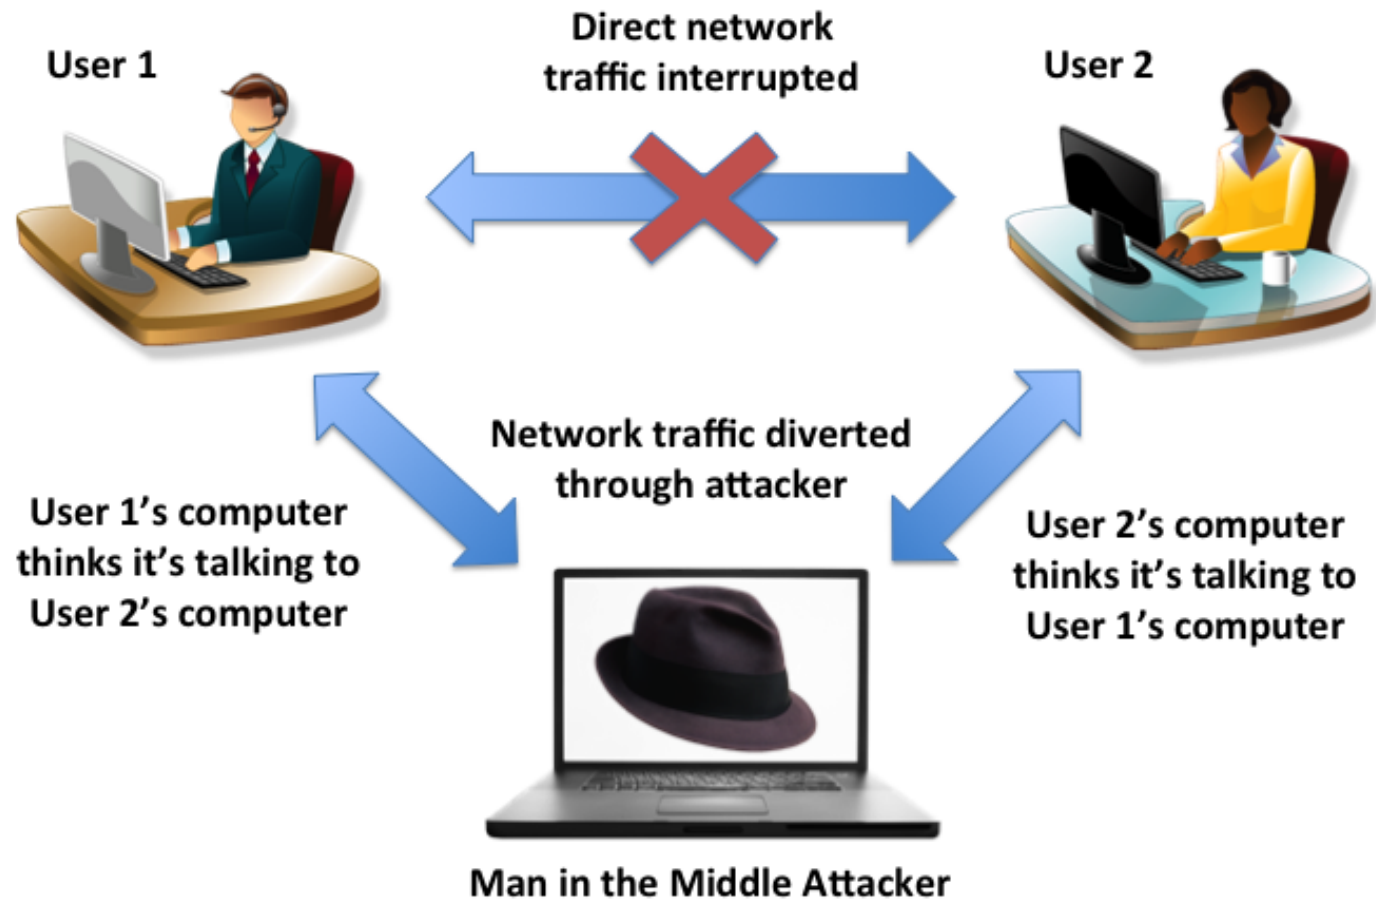 User 1
Direct network
traffic interrupted
User 2
Network traffic diverted
through attacker
User 1’s computer
thinks it’s talking to
User 2’s computer
User 2’s computer
thinks it’s talking to
User 1’s computer
Man in the Middle Attacker